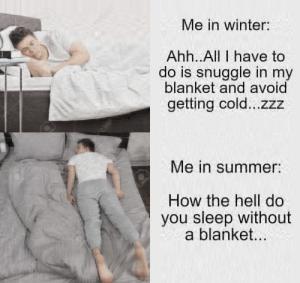 Me in winter:
Ahh..All I have to
do is snuggle in my
blanket and avoid
getting cold...zzz
Me in summer:
How the hell do
you sleep without
a blanket...